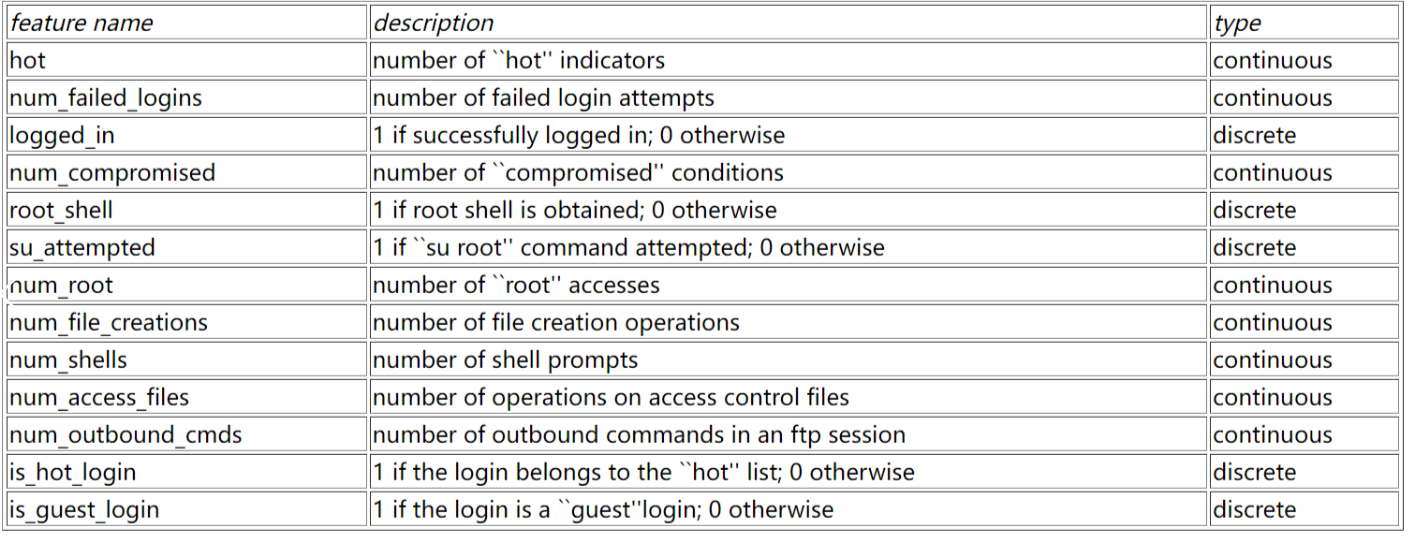 feature name description type
hot number of ``hot'' indicators continuous
num_failed_logins number of failed login attempts continuous
logged_in 1 if successfully logged in; 0 otherwise discrete
num_compromised number of ``compromised'' conditions continuous
root_shell 1 if root shell is obtained; 0 otherwise discrete
su_attempted 1 if ``su root'' command attempted; 0 otherwise discrete
num_root number of ``root'' accesses continuous
num_file_creations number of file creation operations continuous
num_shells number of shell prompts continuous
num_access_files number of operations on access control files continuous
num_outbound_cmds number of outbound commands in an ftp session continuous
is_hot_login 1 if the login belongs to the ``hot'' list; 0 otherwise discrete
is_guest_login 1 if the login is a ``guest''login; 0 otherwise discrete